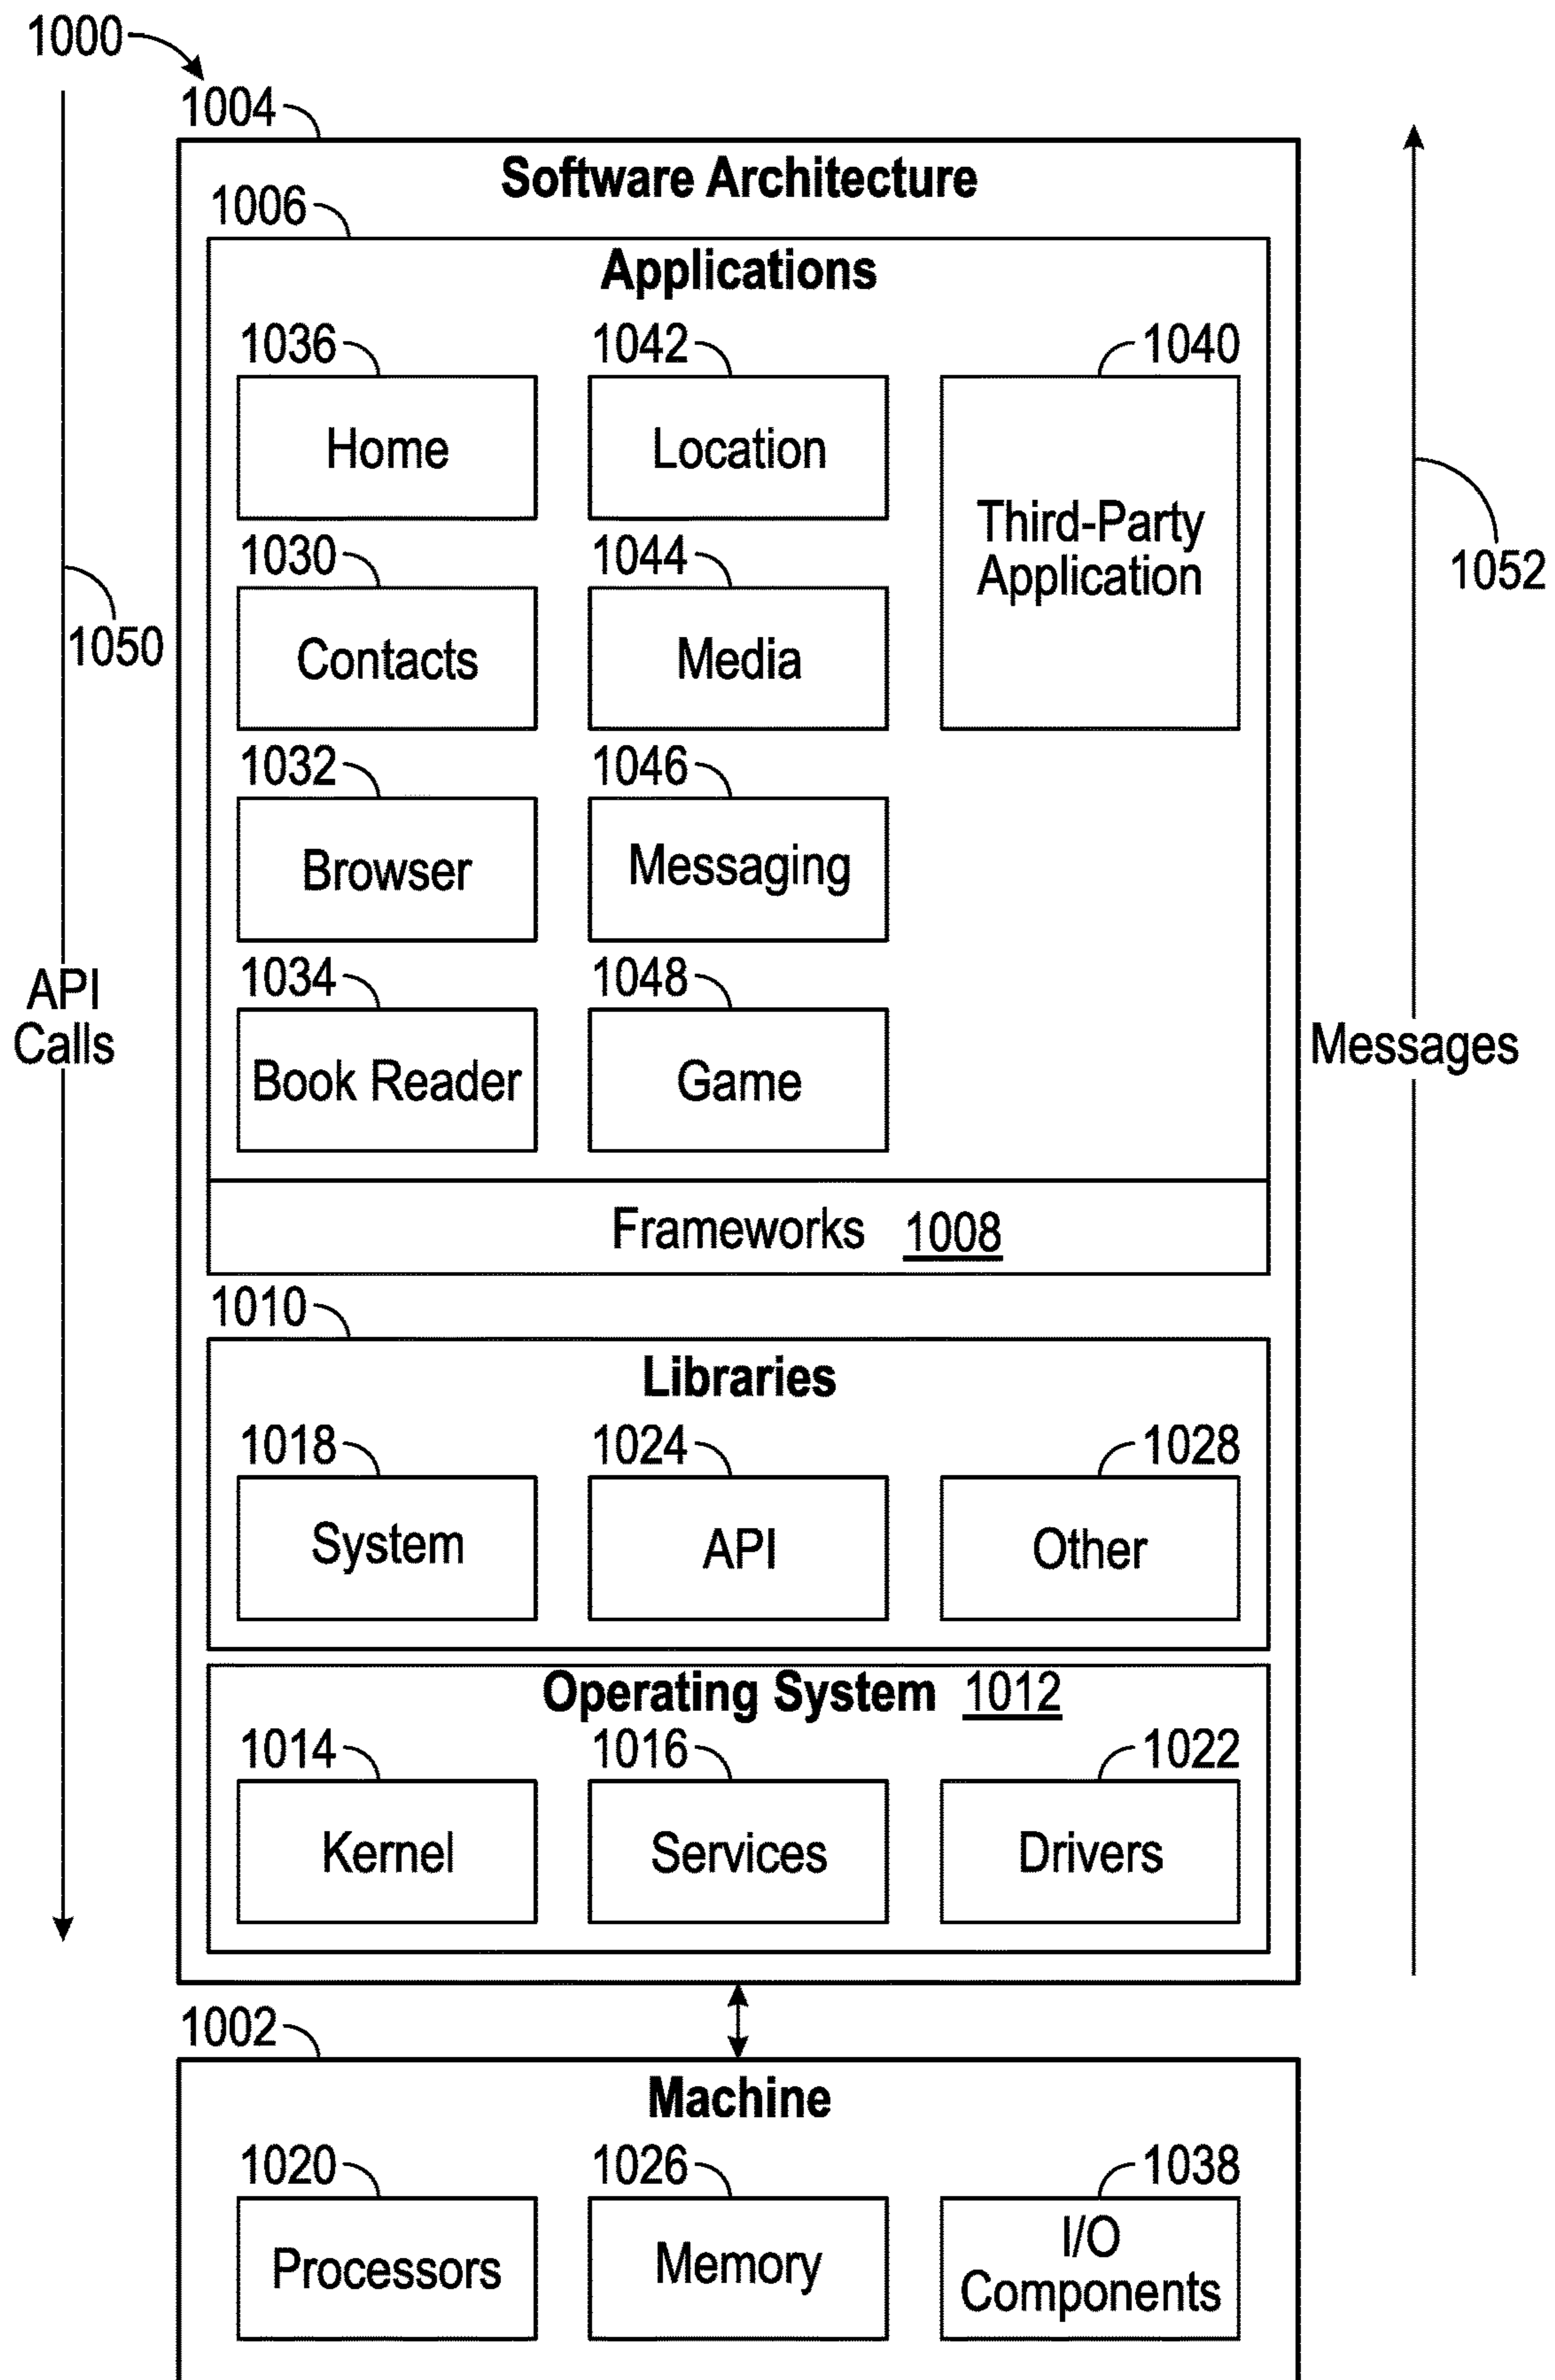 1000
1004
Software Architecture
1006
Applications
1036 1042 1040
Home Location
Third-Party
Application
1052
1030 1044
1050
Contacts Media
1032 1046
Browser Messaging
1034 1048
API
Calls
Messages
Book Reader Game
Frameworks 1008
1010
Libraries
1018 1024 1028
System API Other
Operating System 1012
1014 1016 1022
Kernel Services Drivers
1002
Machine
1020 1026 1038
Processors Memory
I/O
Components